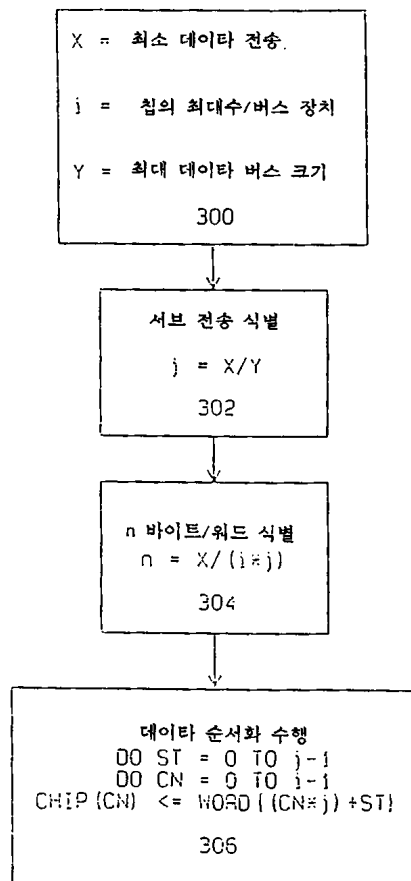 X = 최소 데이타 전송.
i = 칩의 최대수/버스 장치
Y = 최대 데이타 버스 크기
300
서브 전송 식별
j = X/Y
302
n 바이트/워드 식별
n = X/(i*j)
304
데이타 순서화 수행
DO ST = 0 TO j-1
DO CN = 0 TO i-1
CHIP(CN) <= WORD((CN*j)+ST)
306